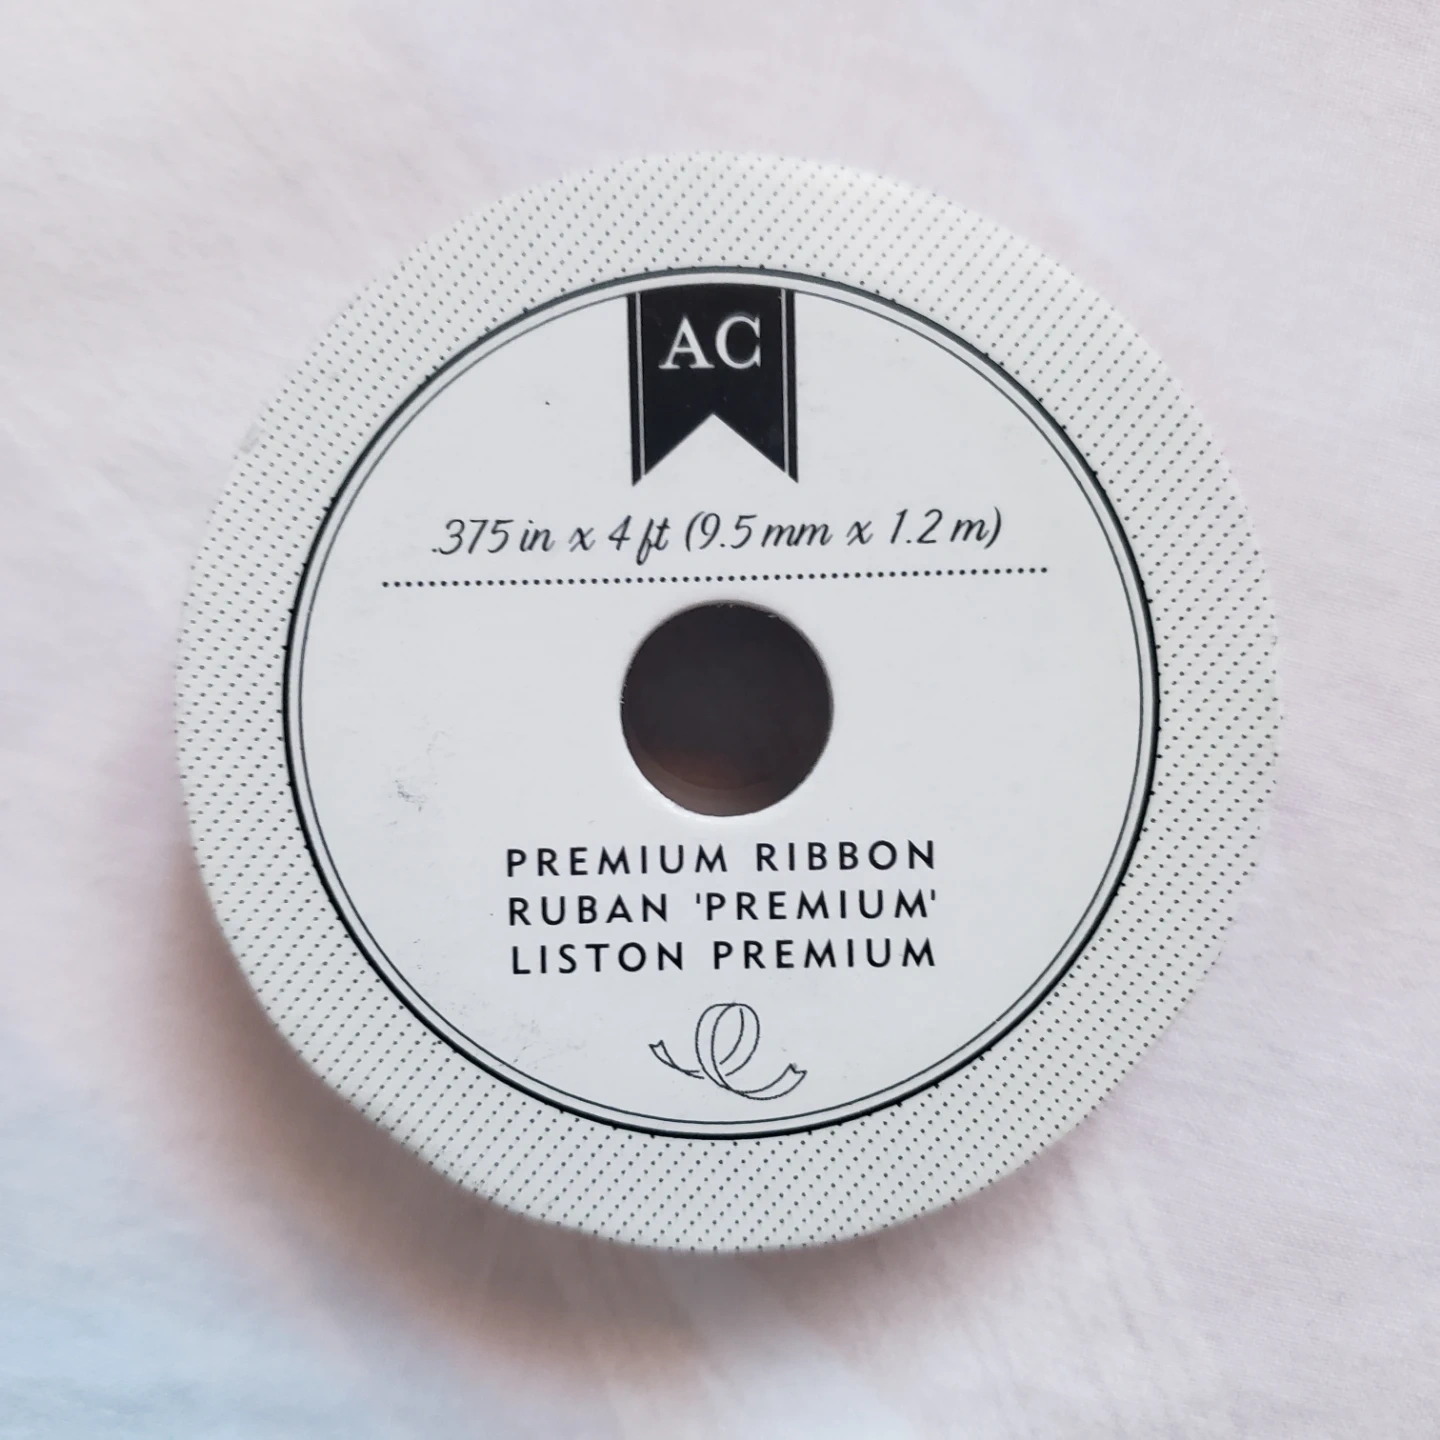 AC
.375 in x 4 ft (9.5 mm x 1.2 m)
PREMIUM RIBBON
RUBAN 'PREMIUM'
LISTON PREMIUM